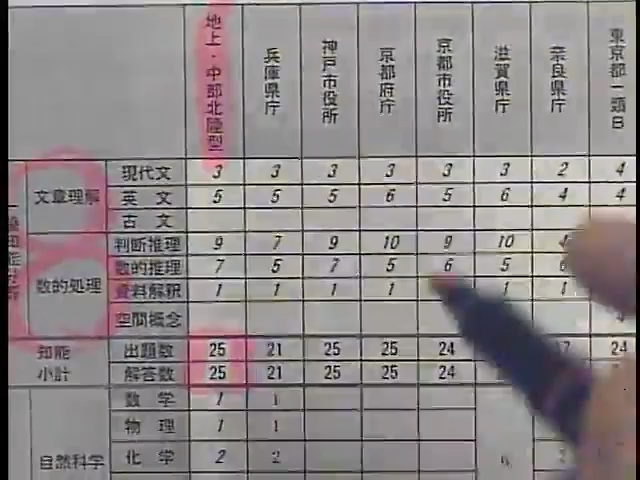 地上・中部北陸型 兵庫県庁 神戸市役所 京都府庁 京都市役所 滋賀県庁 奈良県庁 東京都一類B
文章理解
現代文 3 3 3 3 3 3 2 4
英文 5 5 5 6 5 6 4 4
古文
数的処理
判断推理 9 7 9 10 9 10 4
数的推理 7 5 7 5 6 5
資料解釈 1 1 1 1 1 1
空間概念
知能小計
出題数 25 21 25 25 24 24
解答数 25 21 25 25 24
自然科学
数学 1 1
物理 1 1
化学 2 2